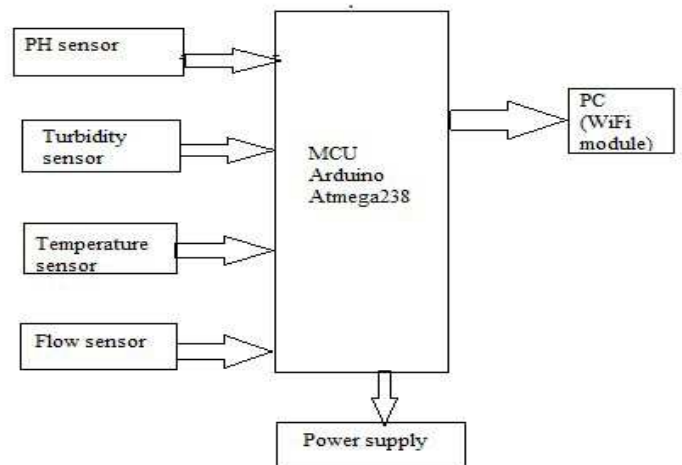 PH sensor
Turbidity
sensor
Temperature
sensor
Flow sensor
MCU
Arduino
Atmega238
PC
(WiFi
module)
Power supply